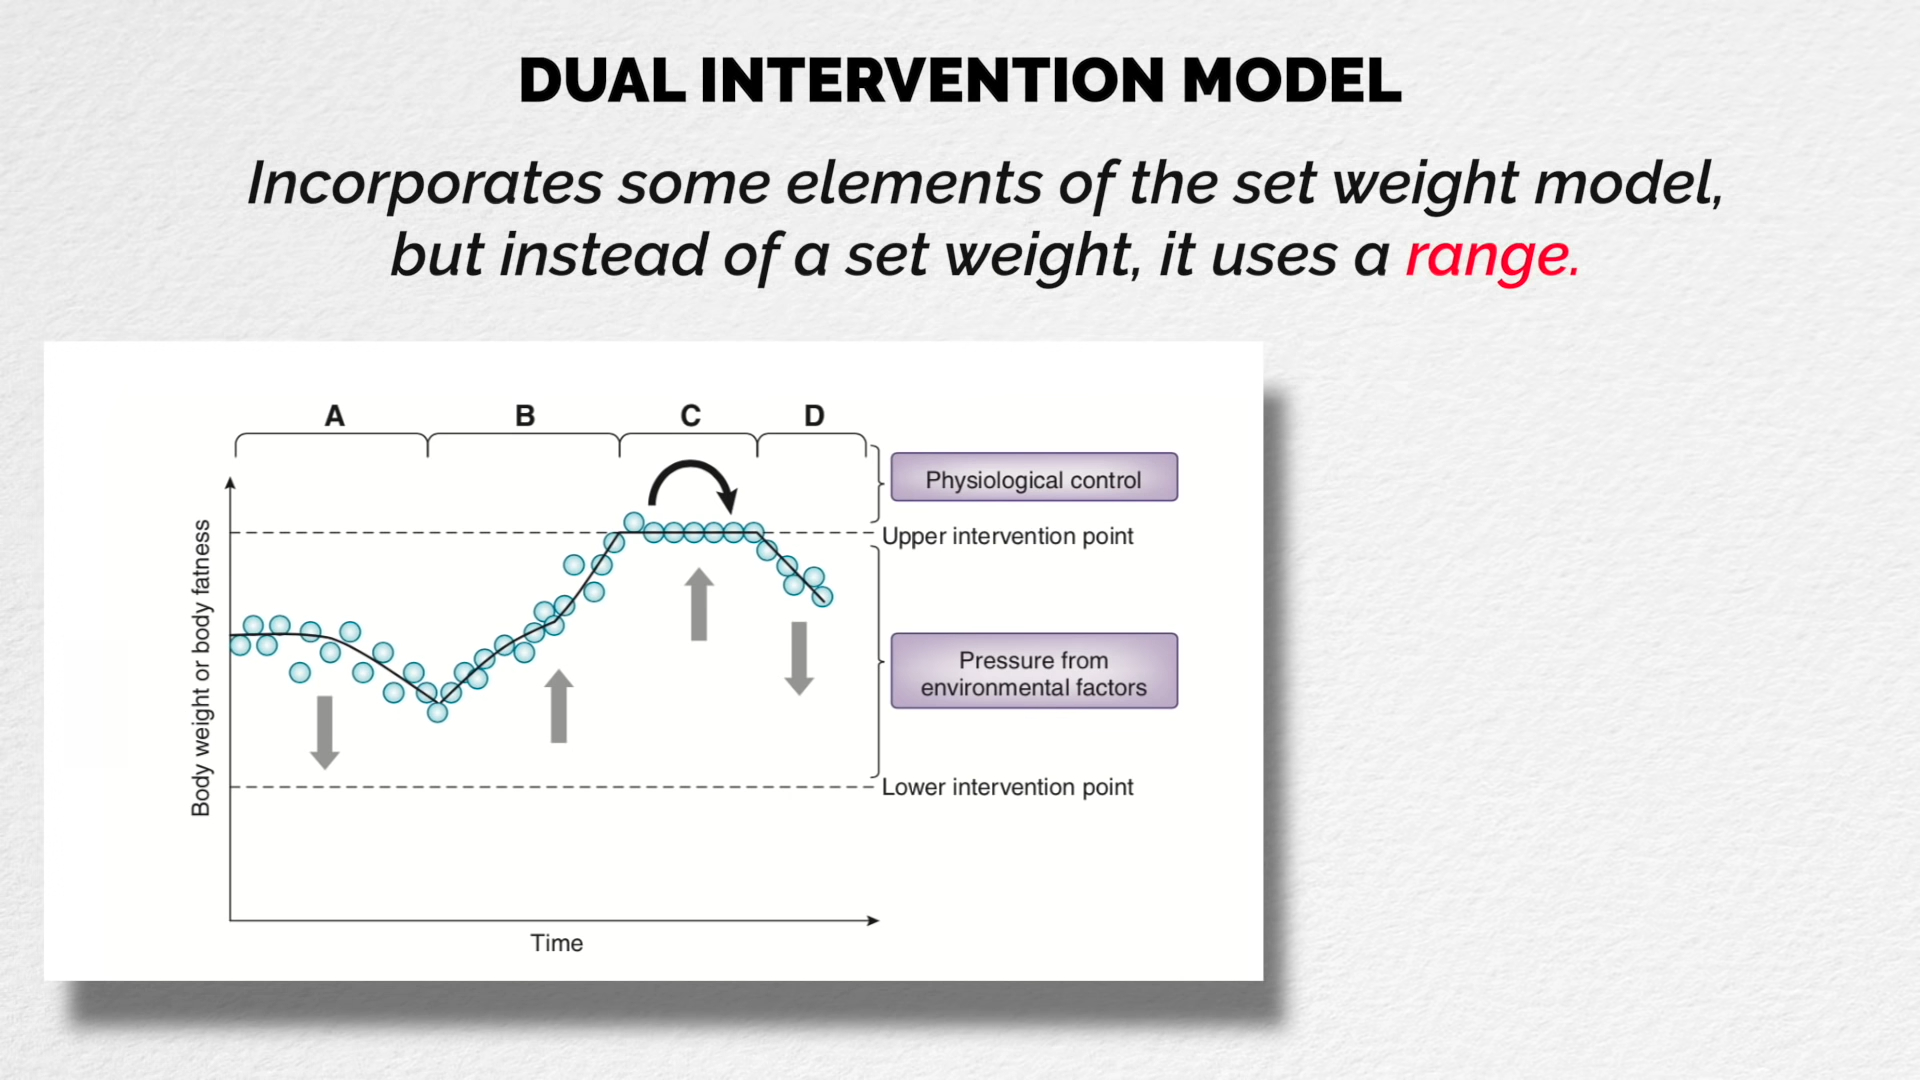 DUAL INTERVENTION MODEL
Incorporates some elements of the set weight model,
but instead of a set weight, it uses a range.
A B C D
Physiological control
Upper intervention point
Body weight or body fatness
Pressure from
environmental factors
Lower intervention point
Time